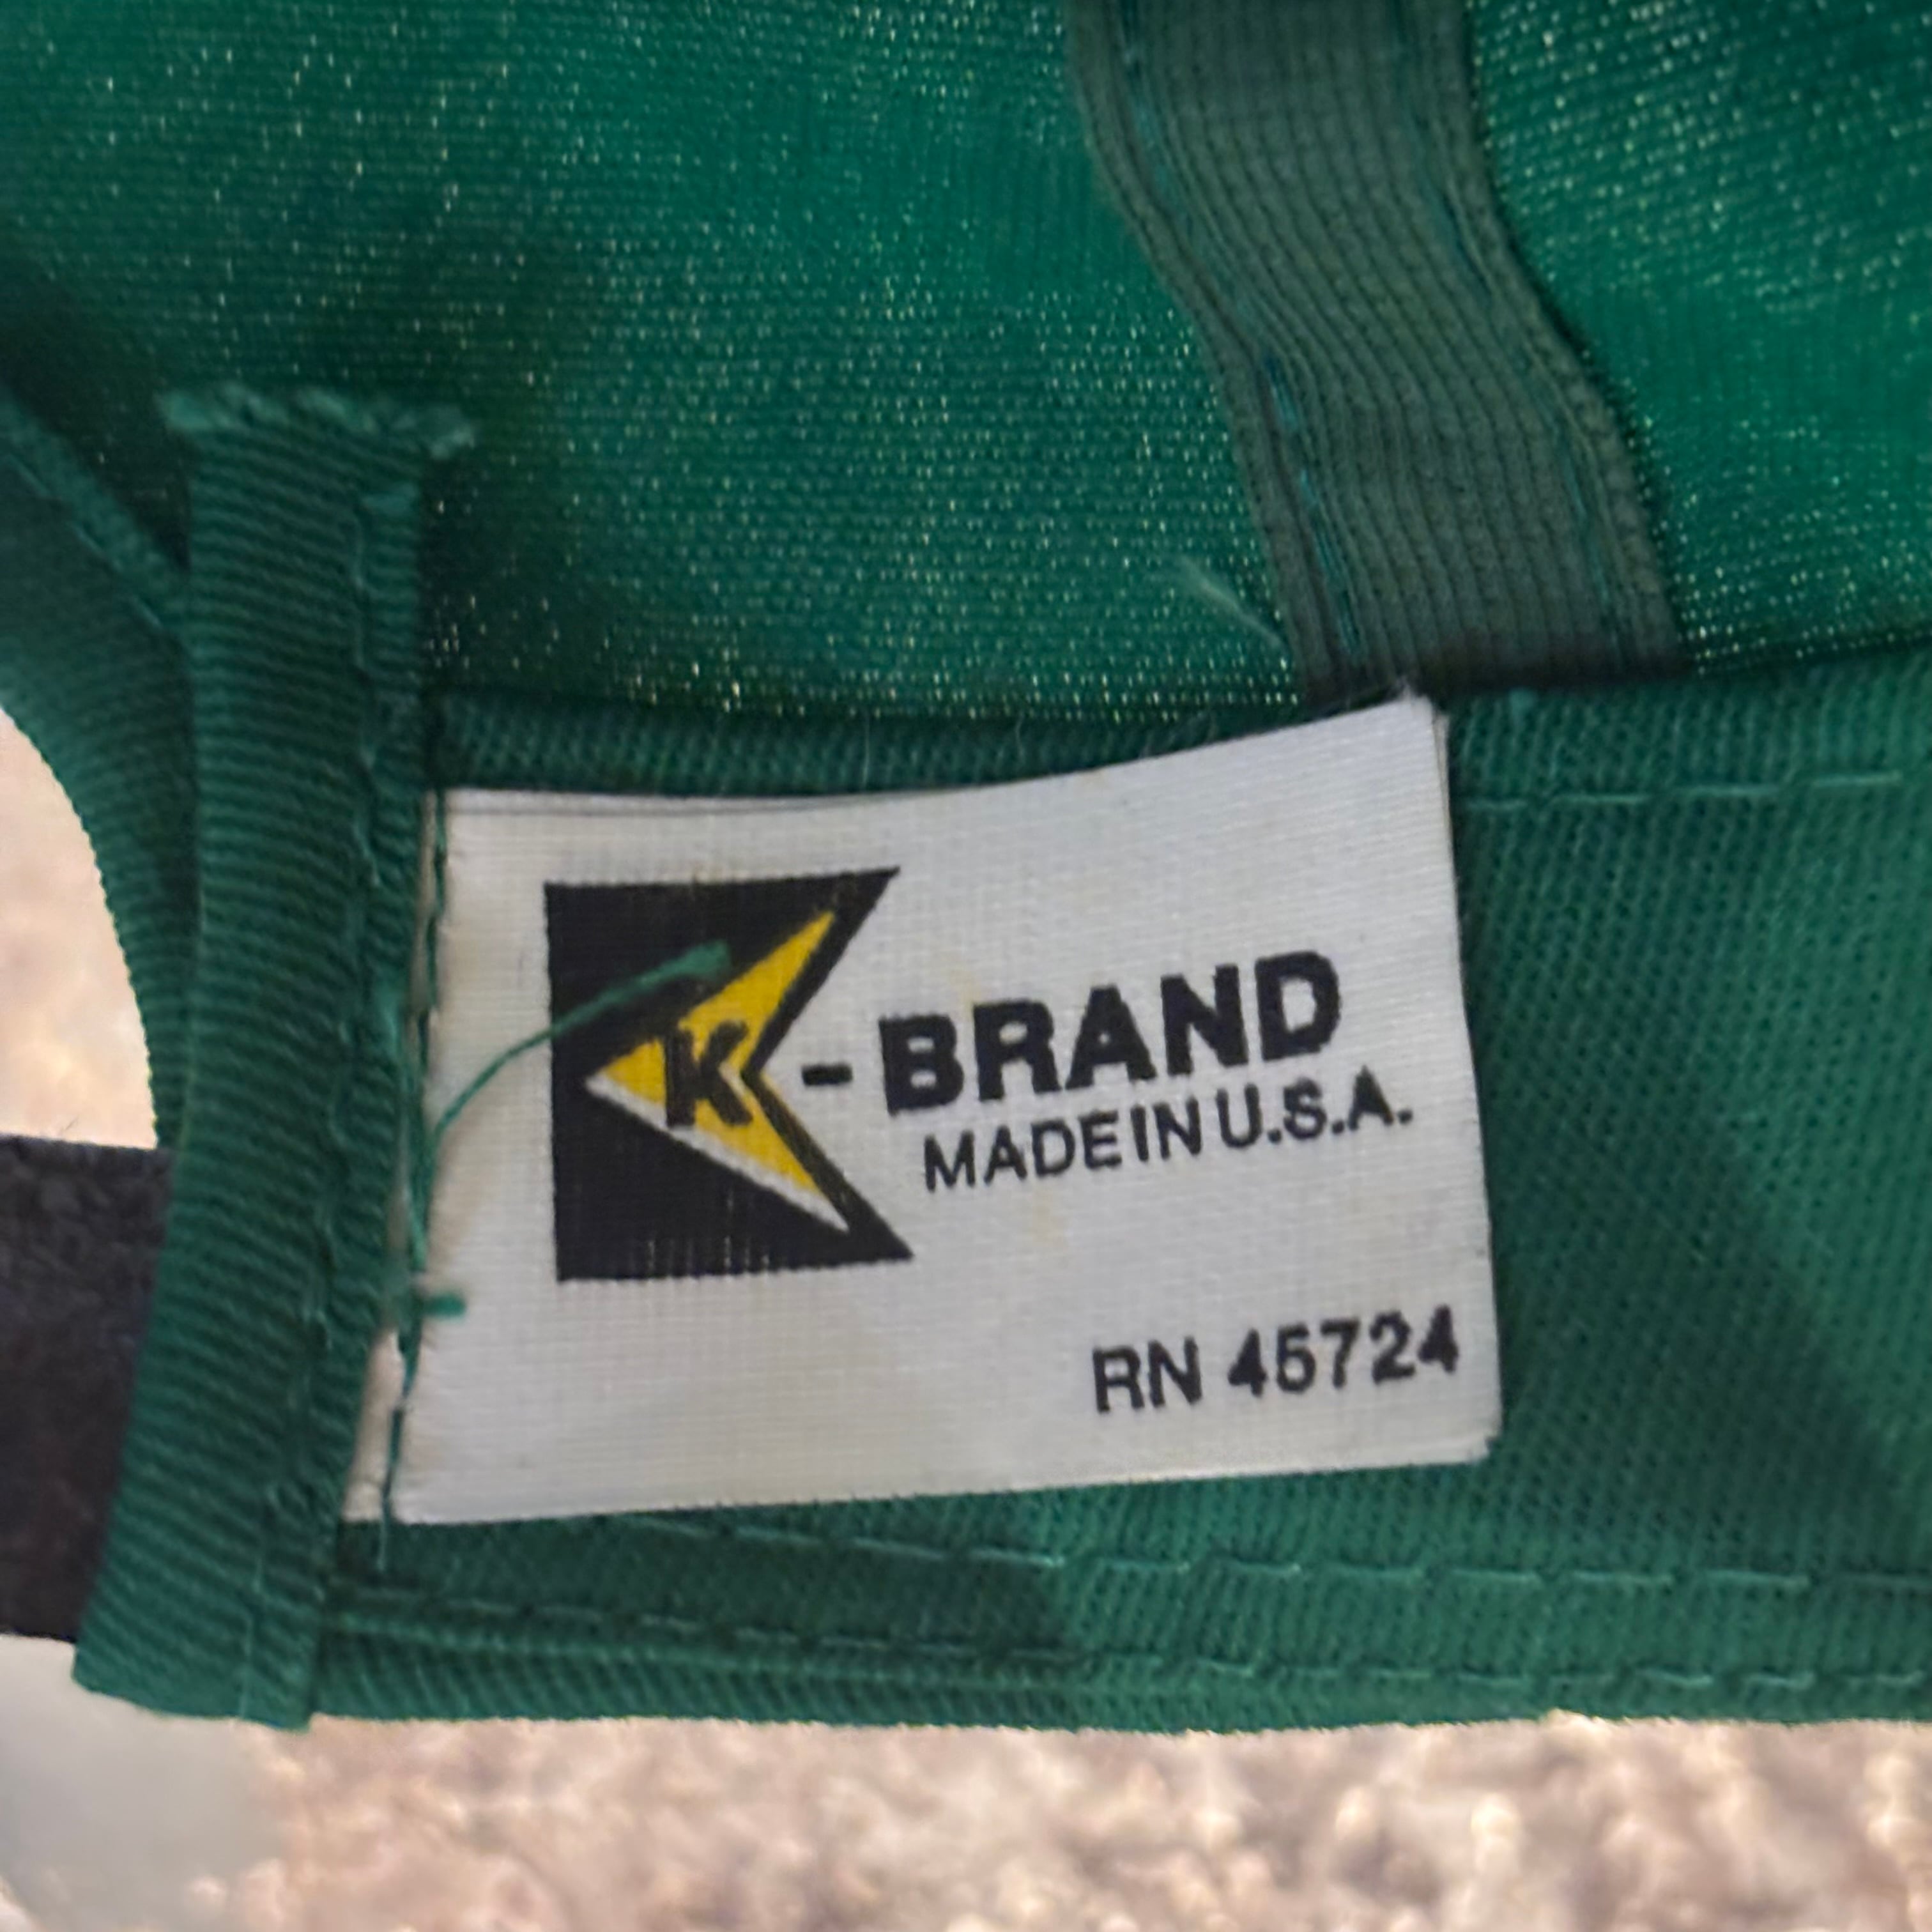 K-BRAND
MADE IN U.S.A.
RN 45724